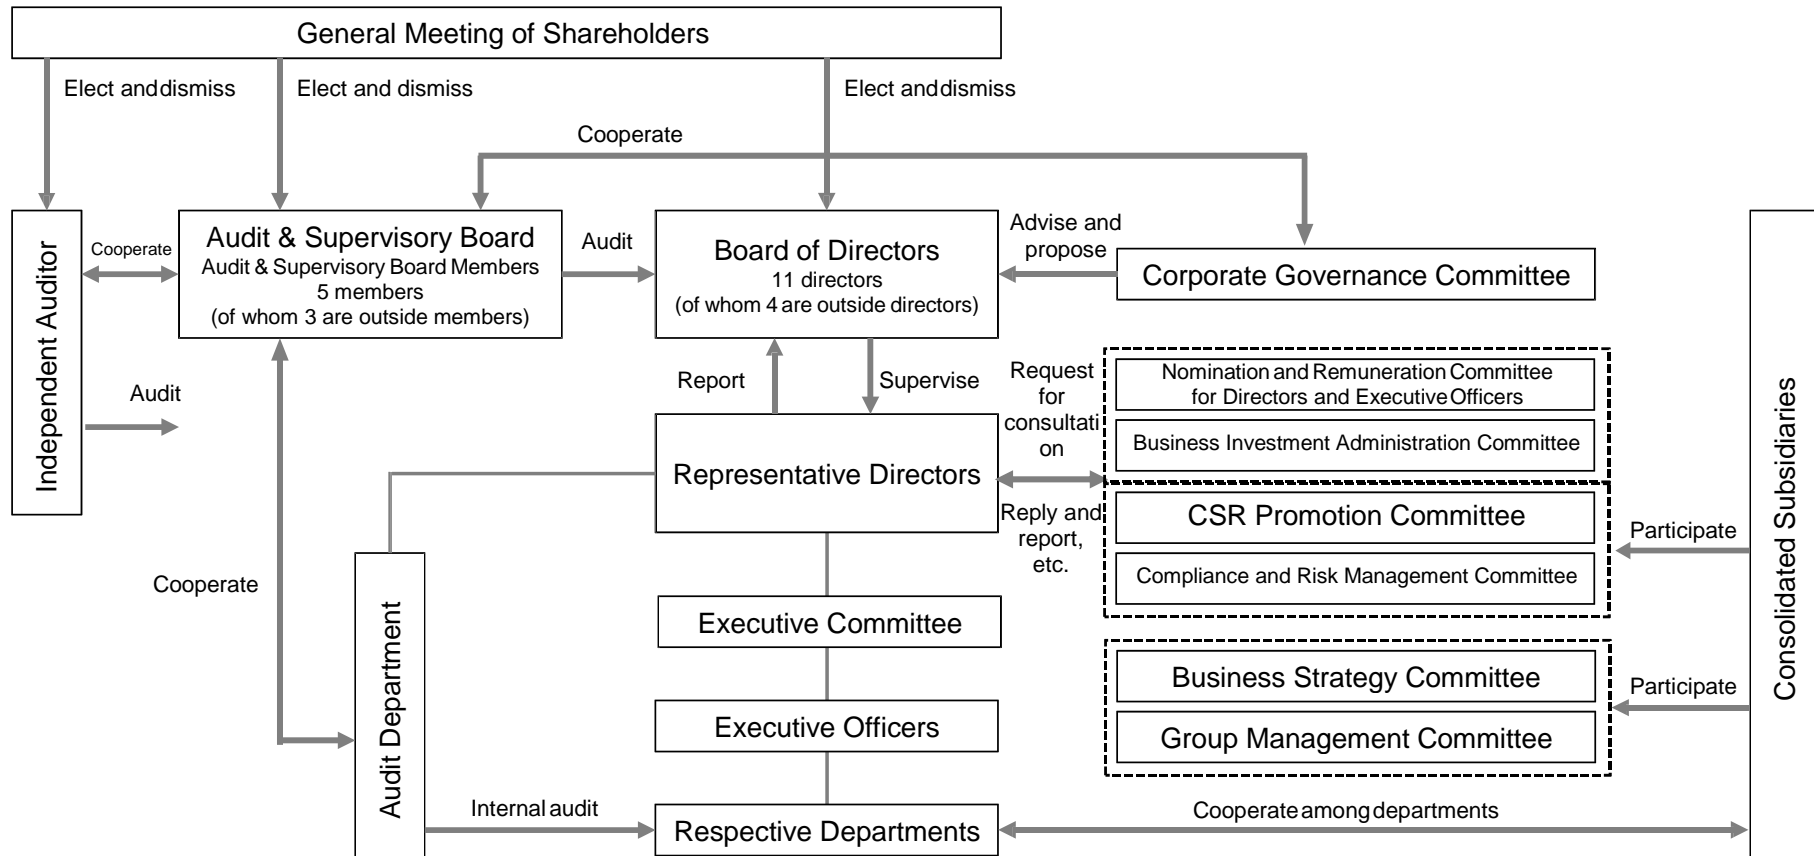 General Meeting of Shareholders
Elect and dismiss
Elect and dismiss
Elect and dismiss
Cooperate
Independent Auditor
Cooperate
Audit & Supervisory Board
Audit & Supervisory Board Members
5 members
(of whom 3 are outside members)
Audit
Board of Directors
11 directors
(of whom 4 are outside directors)
Advise and
propose
Corporate Governance Committee
Consolidated Subsidiaries
Audit
Report
Supervise
Request
for
consultati
on
Nomination and Remuneration Committee
for Directors and Executive Officers
Business Investment Administration Committee
Representative Directors
Reply and
report,
etc.
CSR Promotion Committee
Compliance and Risk Management Committee
Participate
Cooperate
Audit Department
Executive Committee
Business Strategy Committee
Group Management Committee
Participate
Executive Officers
Internal audit
Respective Departments
Cooperate among departments